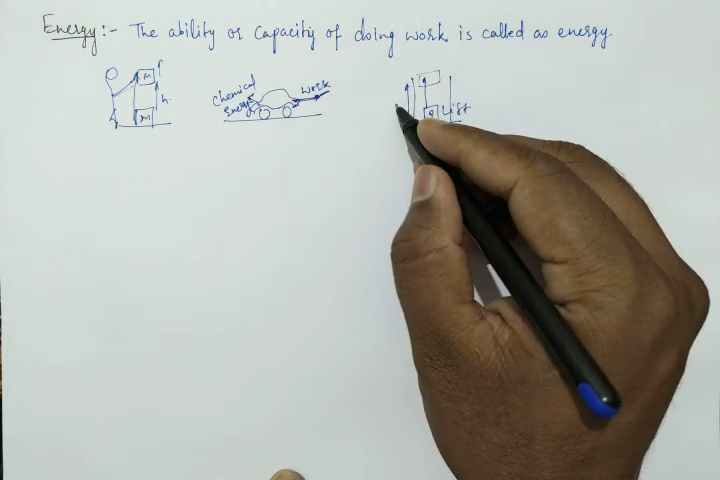 Energy:- The ability or capacity of doing work is called as energy.
m
h
m
Chemical
Energy
work
Lift